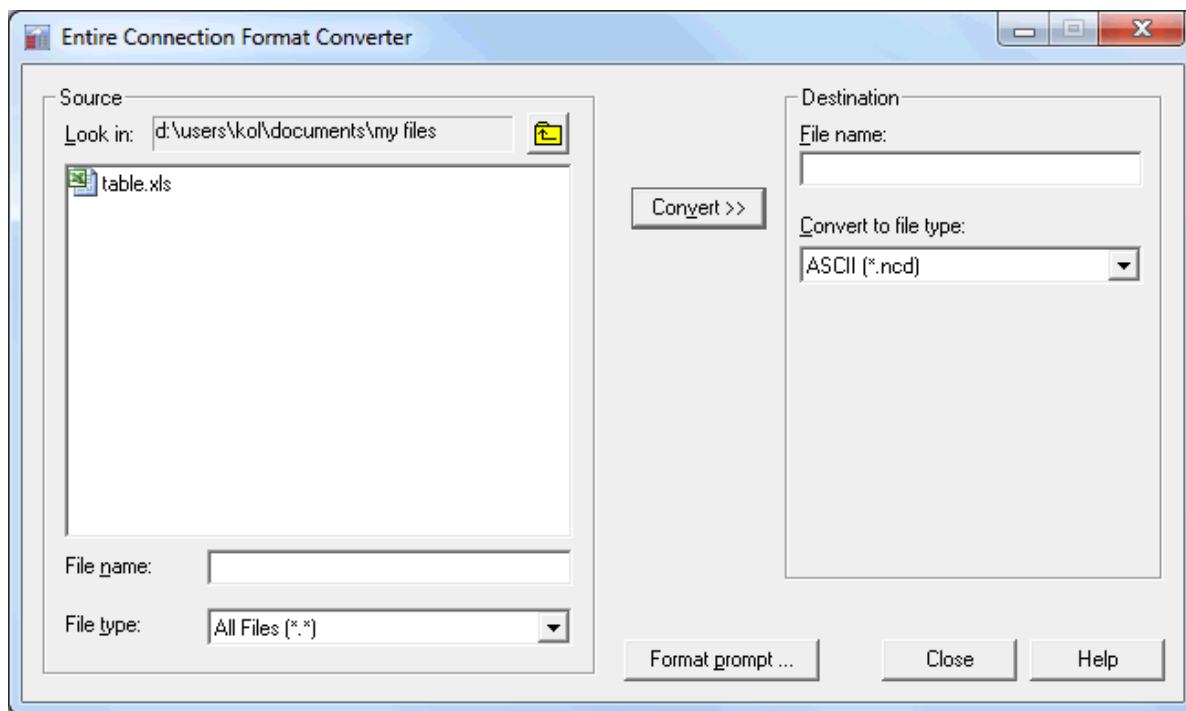 Entire Connection Format Converter
Source
Look in: d:\users\kol\documents\my files
table.xls
File name:
File type: All Files (*.*)
Convert >>
Destination
File name:
Convert to file type:
ASCII (*.ncd)
Format prompt ...
Close
Help